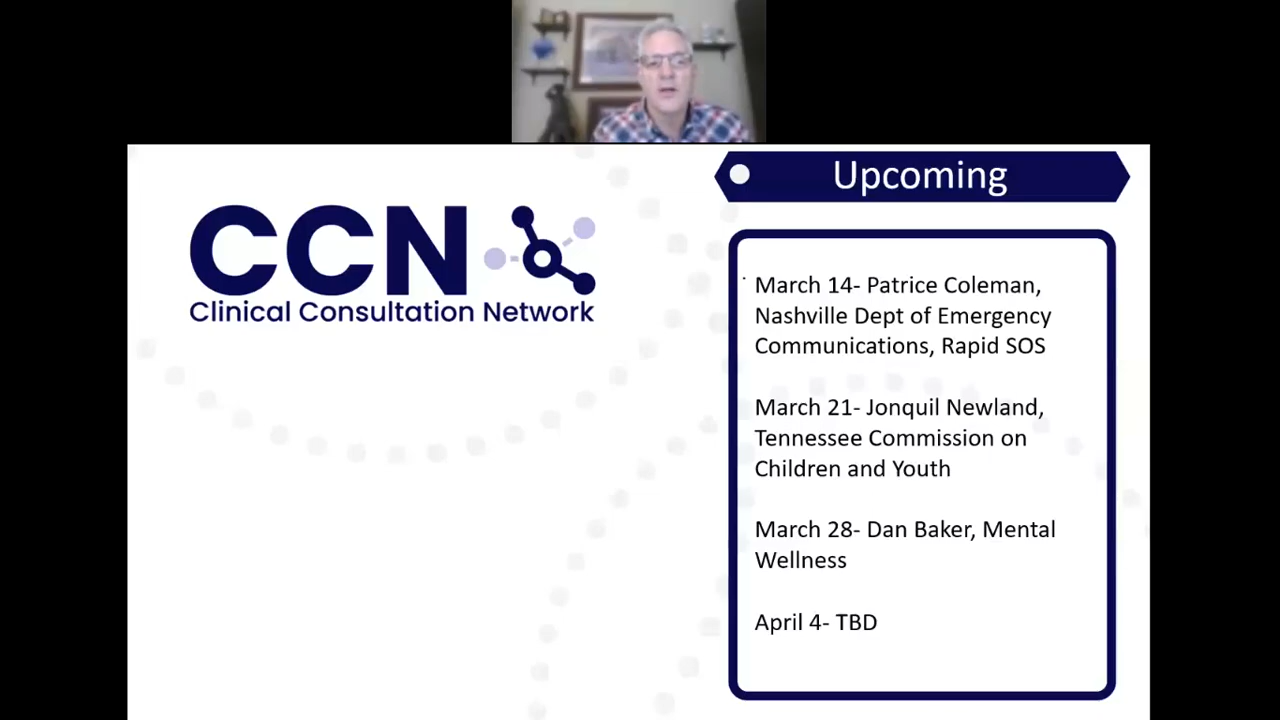 Upcoming
CCN
Clinical Consultation Network
March 14- Patrice Coleman,
Nashville Dept of Emergency
Communications, Rapid SOS
March 21- Jonquil Newland,
Tennessee Commission on
Children and Youth
March 28- Dan Baker, Mental
Wellness
April 4- TBD